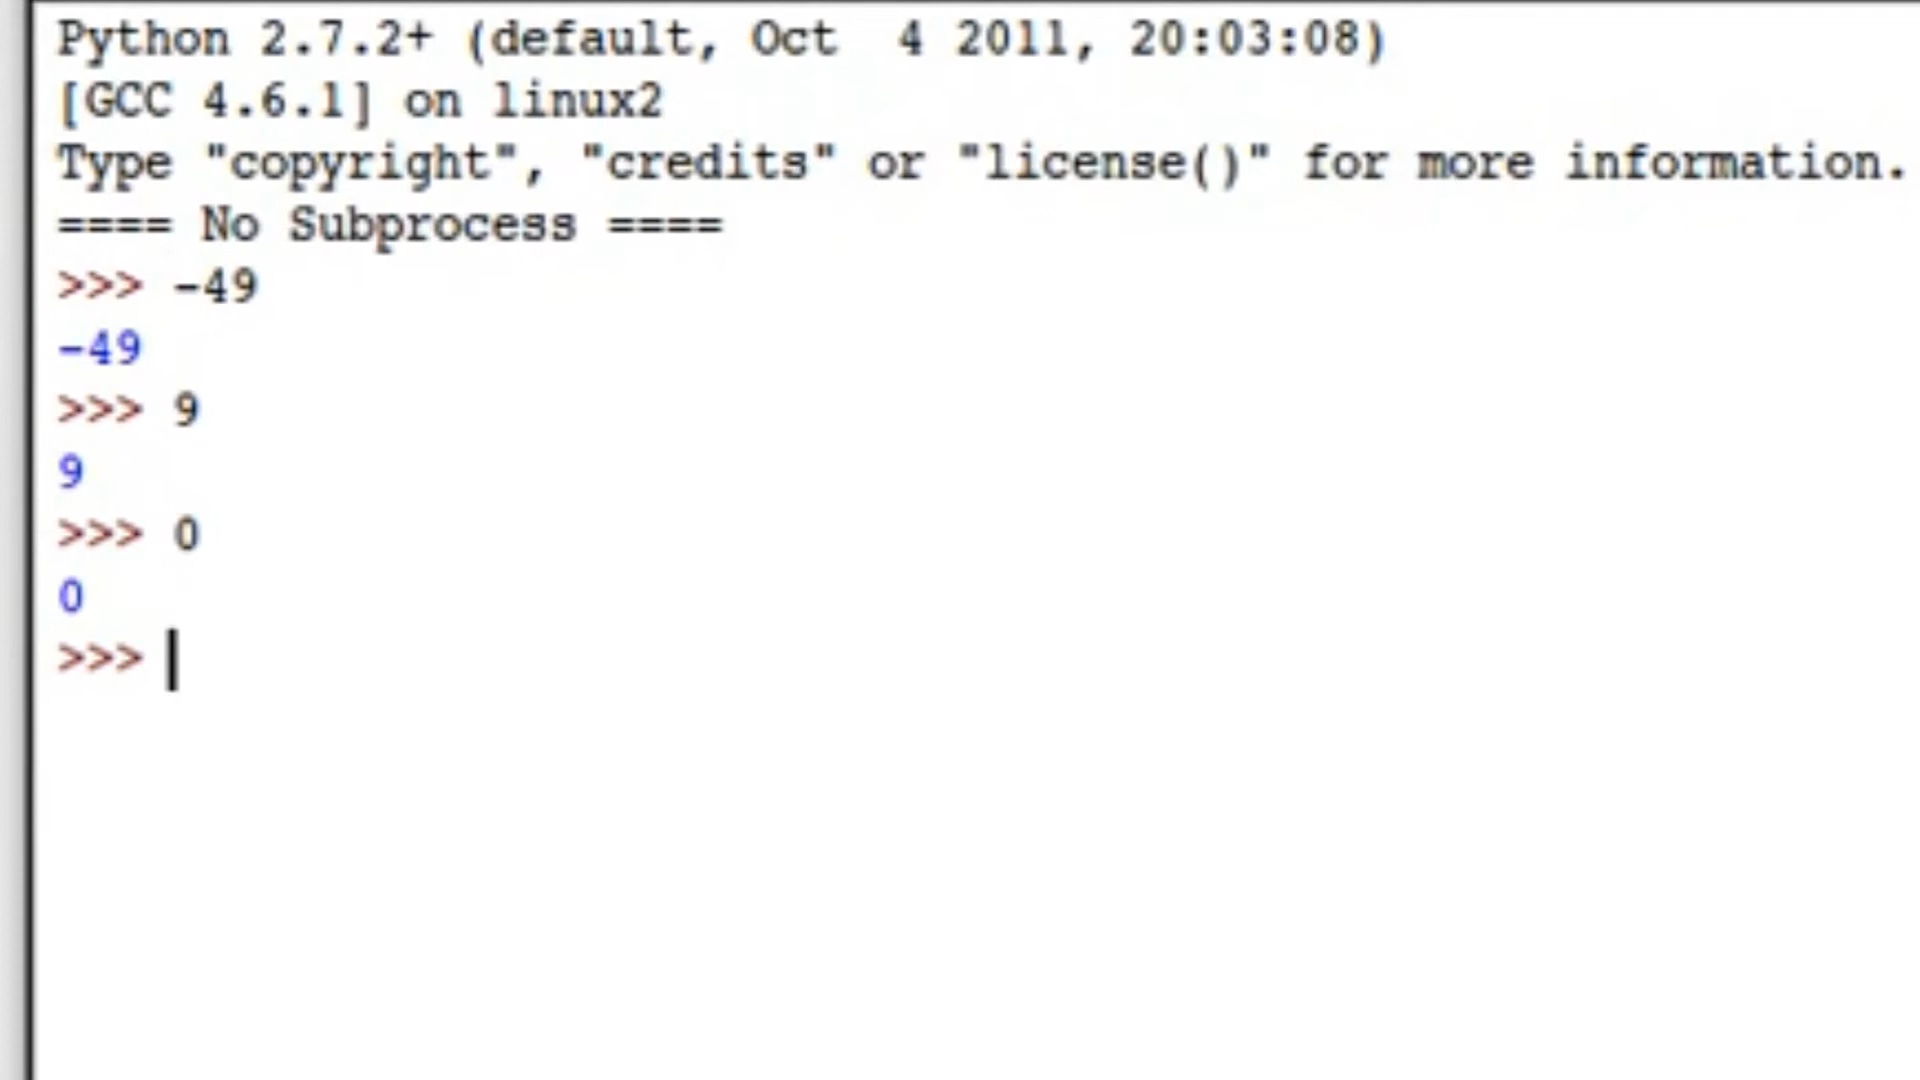 Python 2.7.2+ (default, Oct  4 2011, 20:03:08)
[GCC 4.6.1] on linux2
Type "copyright", "credits" or "license()" for more information.
==== No Subprocess ====
>>> -49
-49
>>> 9
9
>>> 0
0
>>>